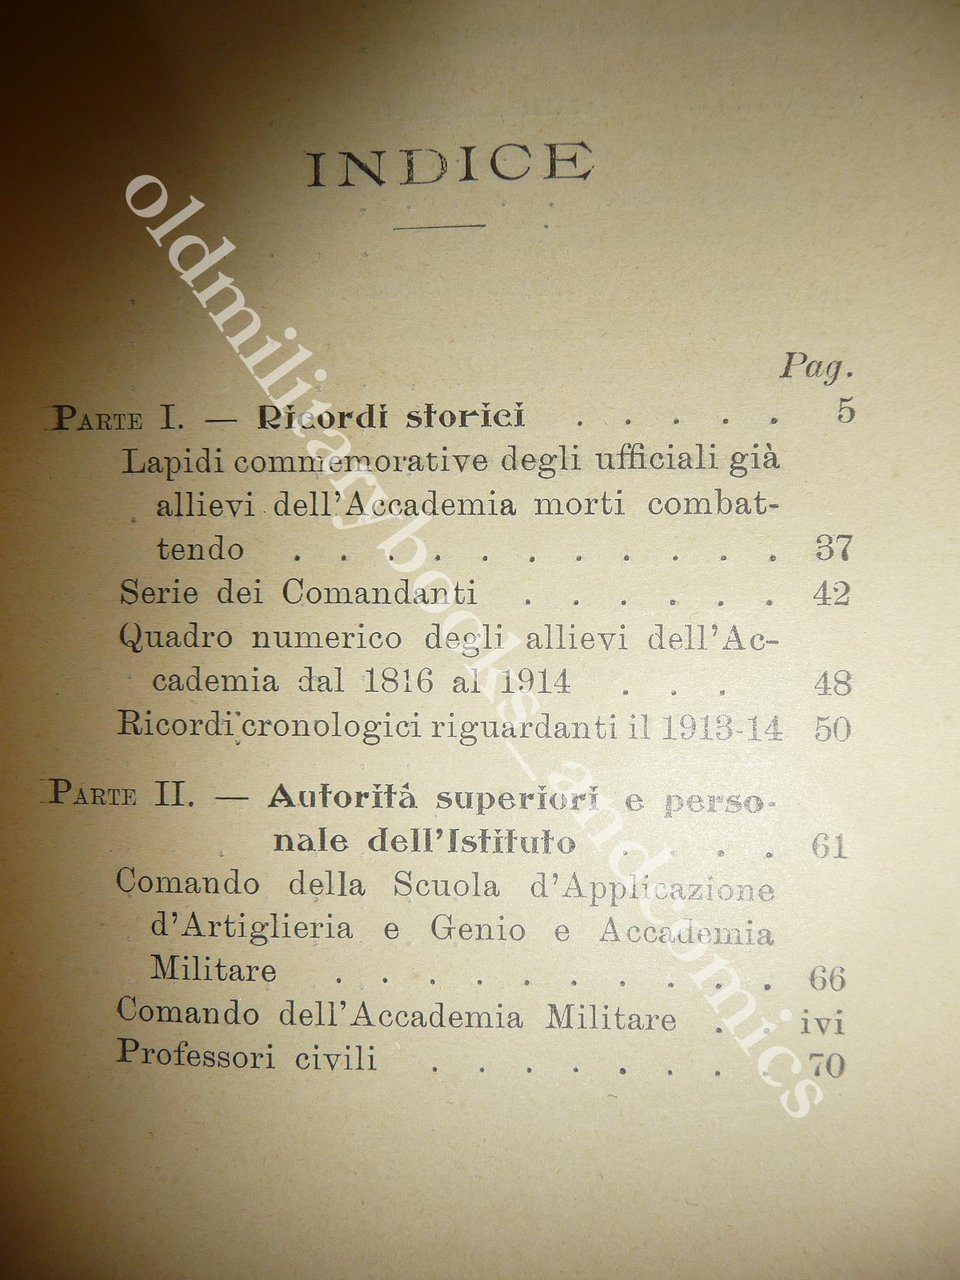 INDICE
Pag.
PARTE I. — Ricordi storici . . . . . 5
Lapidi commemorative degli ufficiali già
allievi dell'Accademia morti combat-
tendo . . . . . . . . . . . 37
Serie dei Comandanti . . . . . . 42
Quadro numerico degli allievi dell'Ac-
cademia dal 1816 al 1914 . . . 48
Ricordi cronologici riguardanti il 1913-14 50
PARTE II. — Autorità superiori e perso-
nale dell'Istituto . . . . 61
Comando della Scuola d'Applicazione
d'Artiglieria e Genio e Accademia
Militare . . . . . . . . . . 66
Comando dell'Accademia Militare . . ivi
Professori civili . . . . . . . . 70
oldmilitarybooks_andcomics